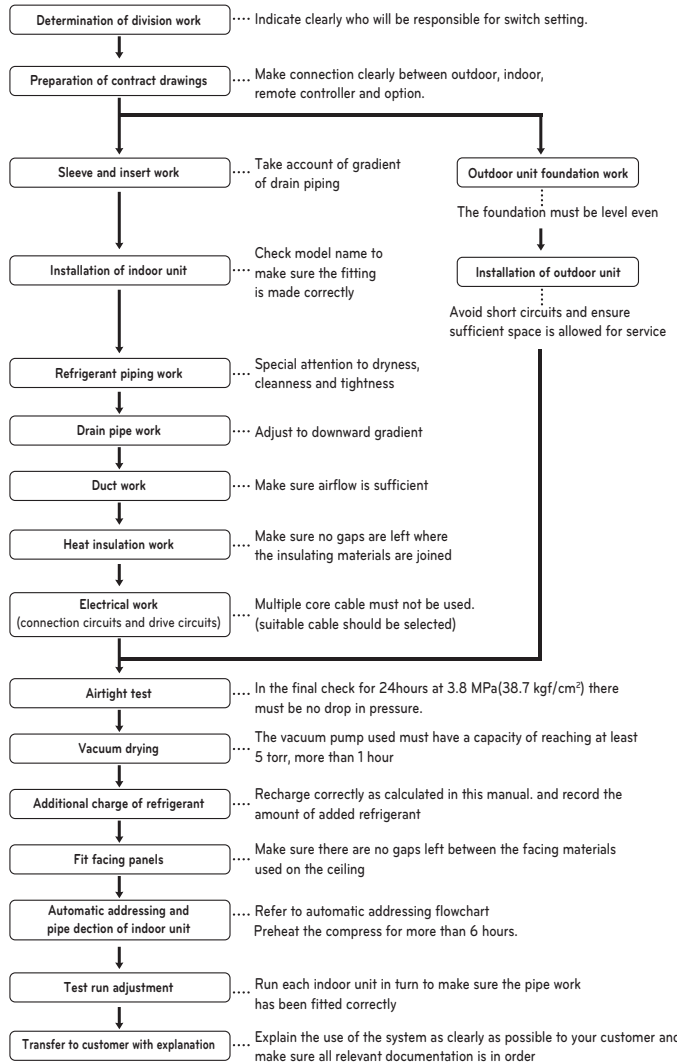 Determination of division work
Indicate clearly who will be responsible for switch setting.
Preparation of contract drawings
Make connection clearly between outdoor, indoor,
remote controller and option.
Sleeve and insert work
Take account of gradient
of drain piping
Outdoor unit foundation work
The foundation must be level even
Installation of indoor unit
Check model name to
make sure the fitting
is made correctly
Installation of outdoor unit
Avoid short circuits and ensure
sufficient space is allowed for service
Refrigerant piping work
Special attention to dryness,
cleanness and tightness
Drain pipe work
Adjust to downward gradient
Duct work
Make sure airflow is sufficient
Heat insulation work
Make sure no gaps are left where
the insulating materials are joined
Electrical work
(connection circuits and drive circuits)
Multiple core cable must not be used.
(suitable cable should be selected)
Airtight test
In the final check for 24hours at 3.8 MPa(38.7 kgf/cm²) there
must be no drop in pressure.
Vacuum drying
The vacuum pump used must have a capacity of reaching at least
5 torr, more than 1 hour
Additional charge of refrigerant
Recharge correctly as calculated in this manual. and record the
amount of added refrigerant
Fit facing panels
Make sure there are no gaps left between the facing materials
used on the ceiling
Automatic addressing and
pipe dection of indoor unit
Refer to automatic addressing flowchart
Preheat the compress for more than 6 hours.
Test run adjustment
Run each indoor unit in turn to make sure the pipe work
has been fitted correctly
Transfer to customer with explanation
Explain the use of the system as clearly as possible to your customer and
make sure all relevant documentation is in order